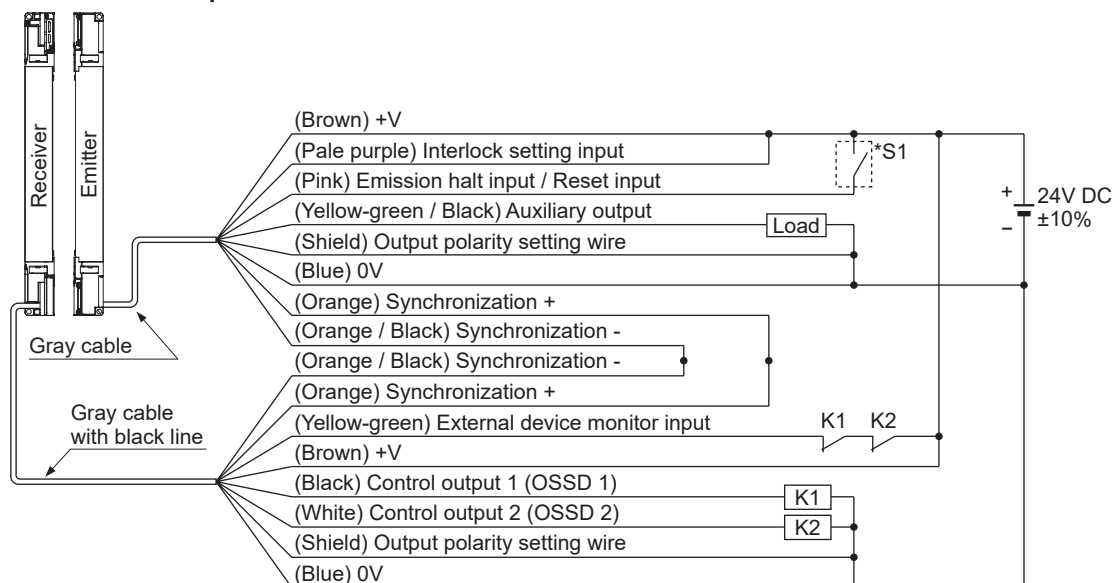 Receiver
Emitter
(Brown) +V
(Pale purple) Interlock setting input
*S1
(Pink) Emission halt input / Reset input
+
24V DC
±10%
−
(Yellow-green / Black) Auxiliary output
Load
(Shield) Output polarity setting wire
(Blue) 0V
(Orange) Synchronization +
(Orange / Black) Synchronization -
Gray cable
(Orange / Black) Synchronization -
(Orange) Synchronization +
Gray cable
with black line
(Yellow-green) External device monitor input
K1 K2
(Brown) +V
(Black) Control output 1 (OSSD 1)
K1
(White) Control output 2 (OSSD 2)
K2
(Shield) Output polarity setting wire
(Blue) 0V